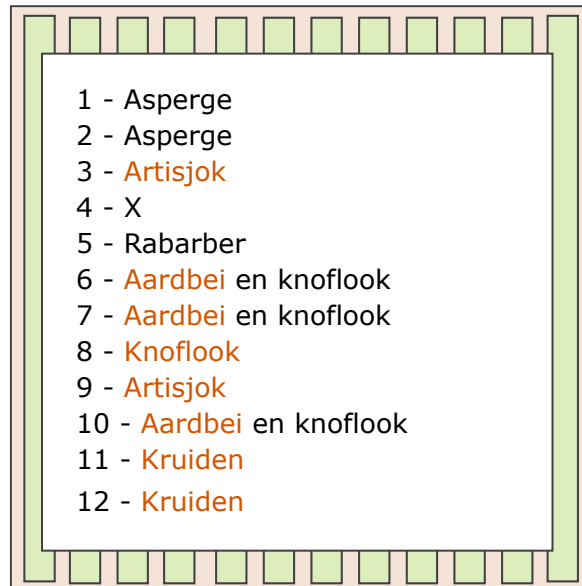 1 - Asperge
2 - Asperge
3 - Artisjok
4 - X
5 - Rabarber
6 - Aardbei en knoflook
7 - Aardbei en knoflook
8 - Knoflook
9 - Artisjok
10 - Aardbei en knoflook
11 - Kruiden
12 - Kruiden